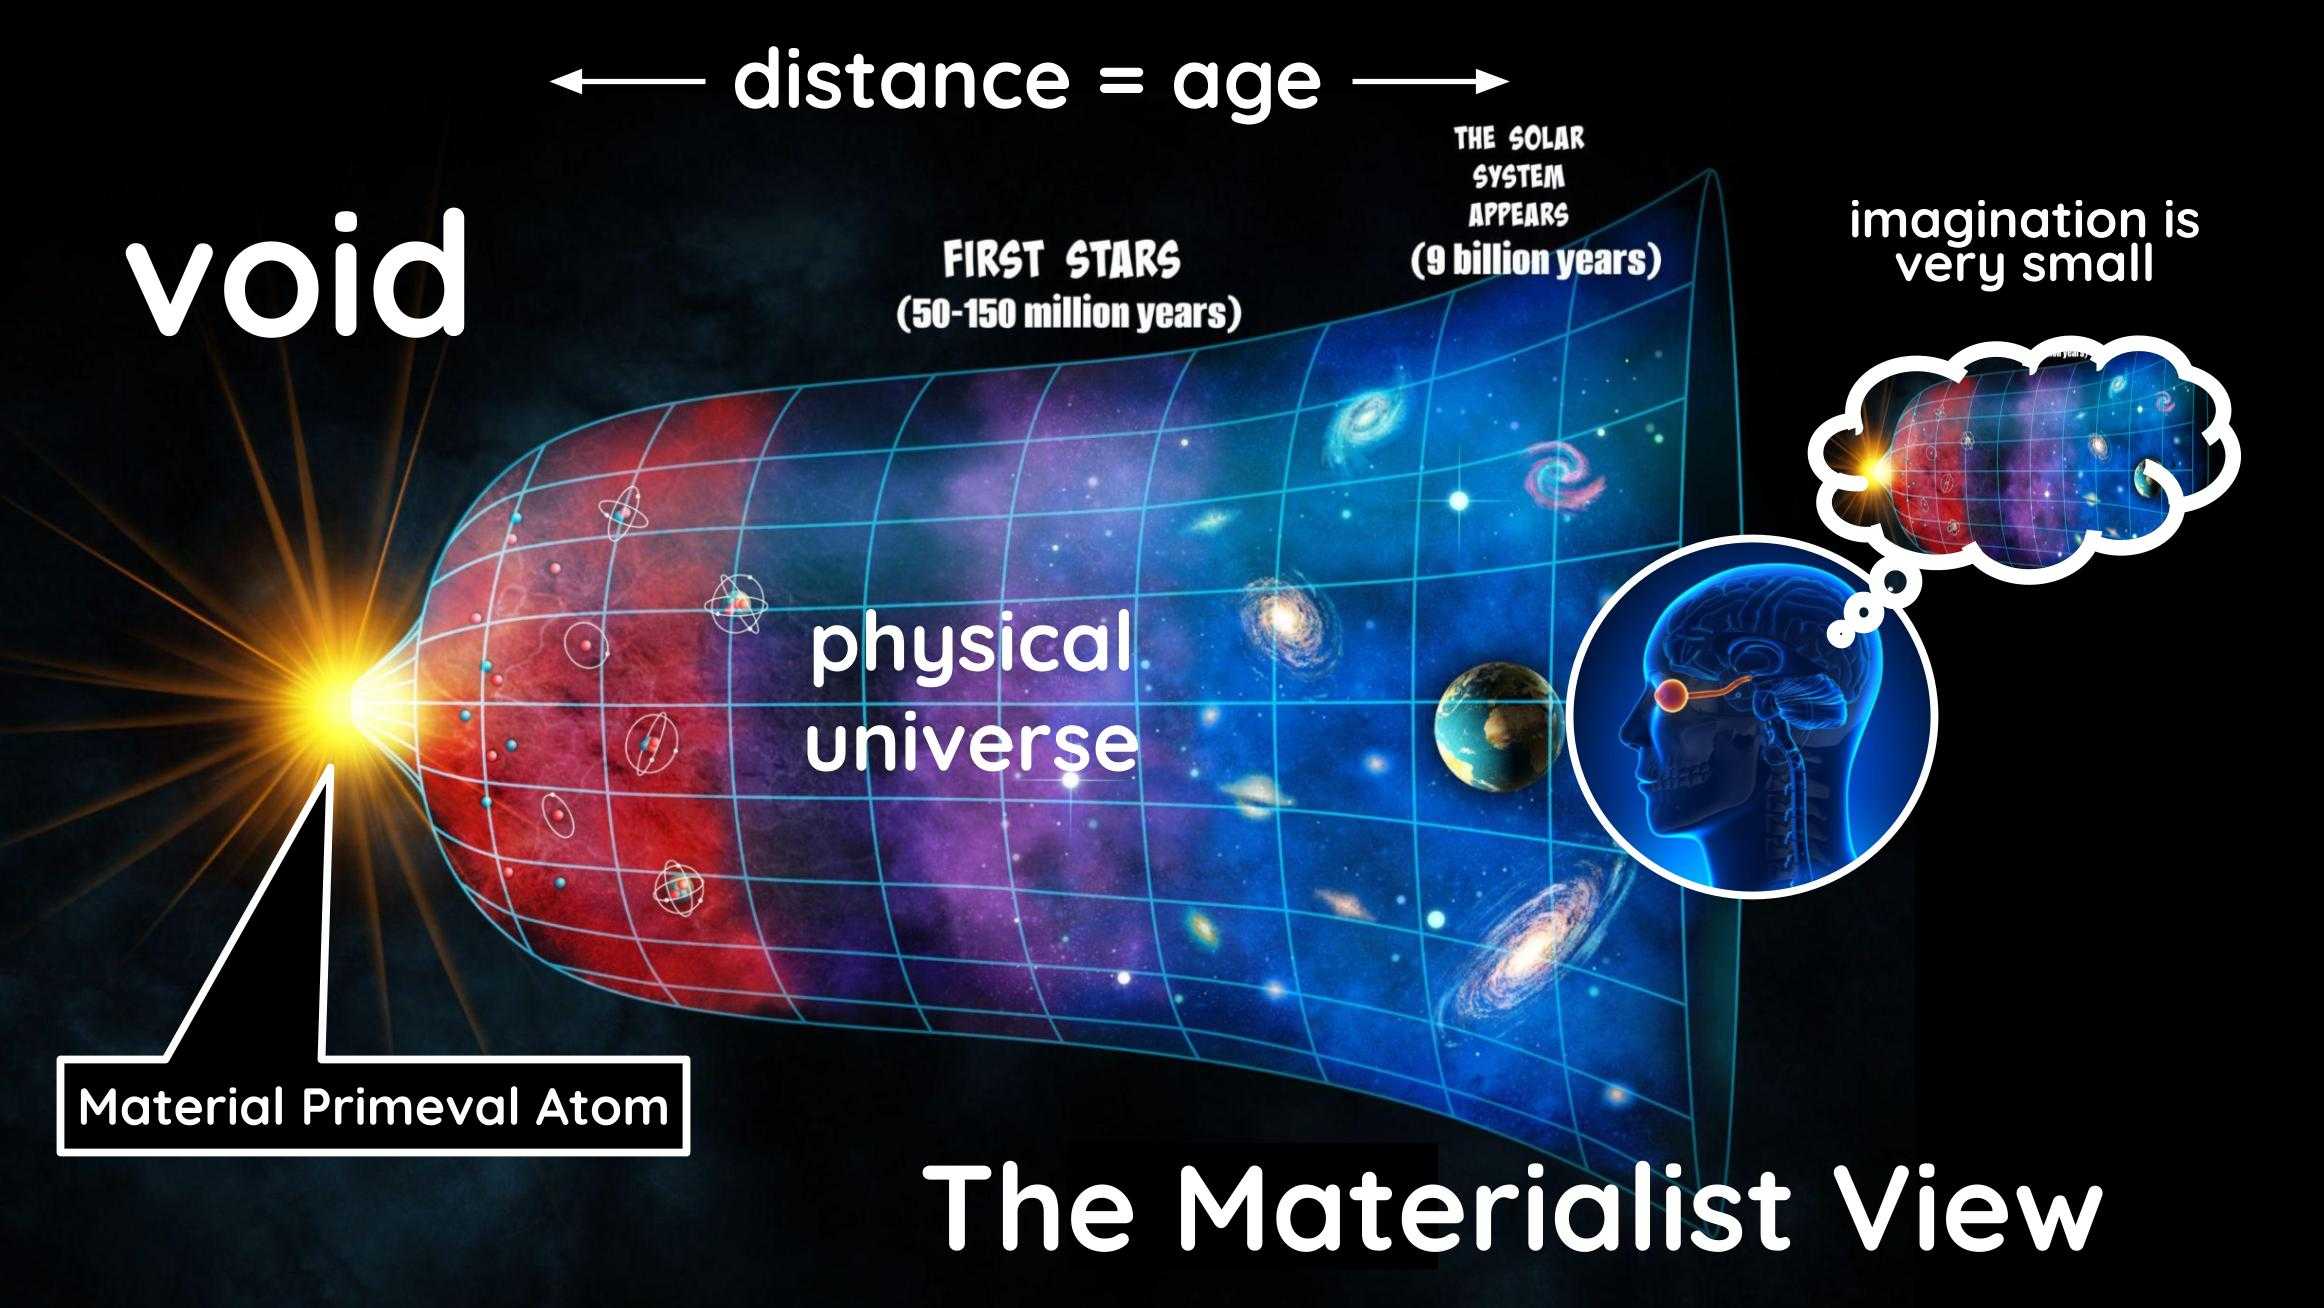 distance = age
THE SOLAR
SYSTEM
APPEARS
(9 billion years)
void
FIRST STARS
(50-150 million years)
imagination is
very small
physical
universe
Material Primeval Atom
The Materialist View